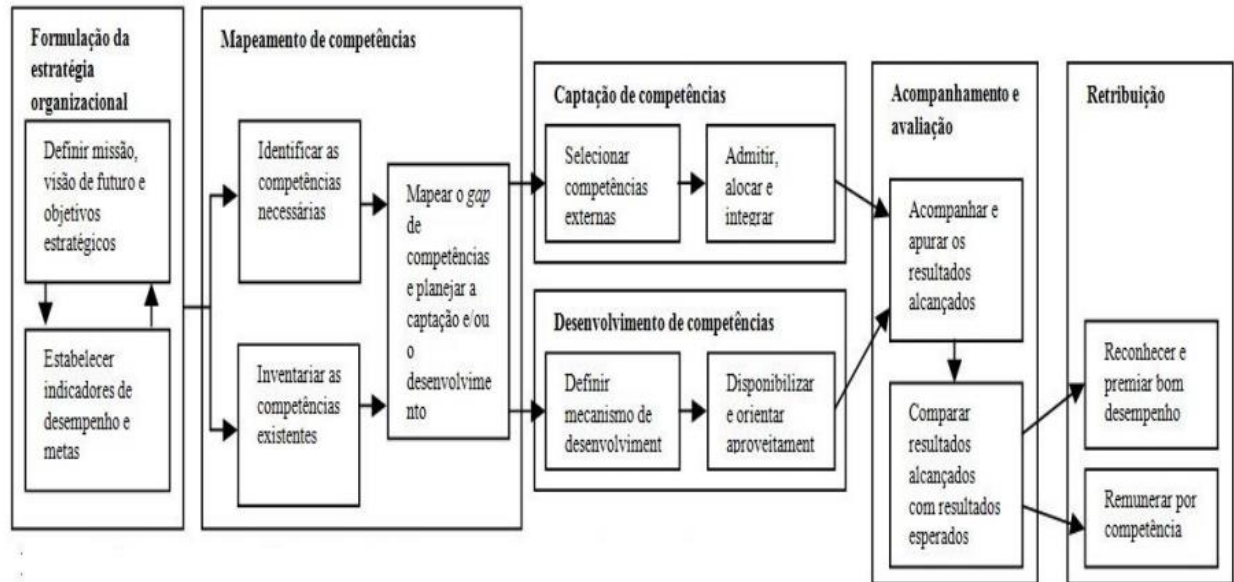 Formulação da
estratégia
organizacional
Definir missão,
visão de futuro e
objetivos
estratégicos
Estabelecer
indicadores de
desempenho e
metas
Mapeamento de competências
Identificar as
competências
necessárias
Inventariar as
competências
existentes
Mapear o gap
de
competências
e planejar a
captação e/ou
o
desenvolvime
nto
Captação de competências
Selecionar
competências
externas
Admitir,
alocar e
integrar
Desenvolvimento de competências
Definir
mecanismo de
desenvolviment
Disponibilizar
e orientar
aproveitament
Acompanhamento e
avaliação
Acompanhar e
apurar os
resultados
alcançados
Comparar
resultados
alcançados
com resultados
esperados
Retribuição
Reconhecer e
premiar bom
desempenho
Remunerar por
competência